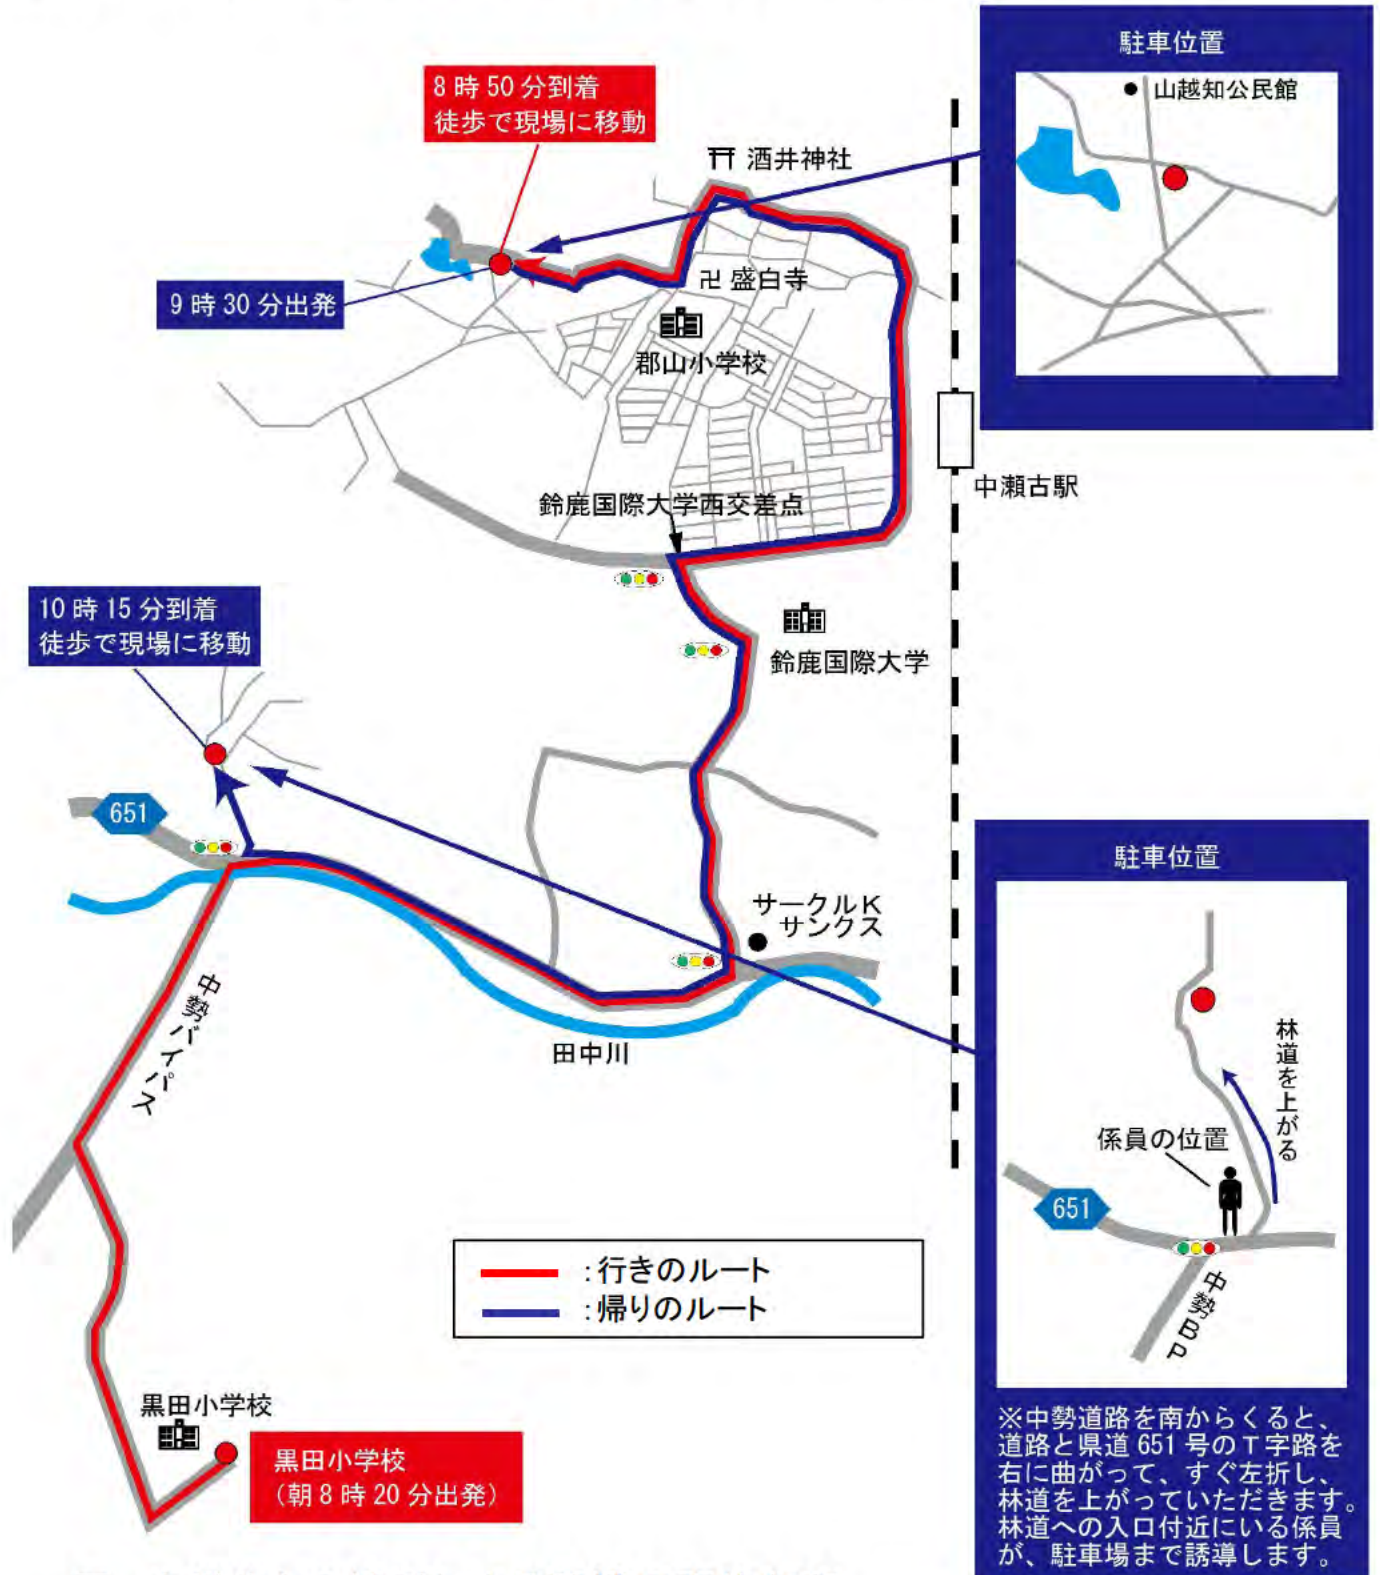 駐車位置
山越知公民館
8時50分到着
徒歩で現場に移動
酒井神社
9時30分出発
卍 盛白寺
郡山小学校
中瀬古駅
鈴鹿国際大学西交差点
10時15分到着
徒歩で現場に移動
鈴鹿国際大学
651
サークルK
サンクス
中勢バイパス
田中川
駐車位置
林道を上がる
係員の位置
651
中勢BP
：行きのルート
：帰りのルート
黒田小学校
黒田小学校
（朝8時20分出発）
※中勢道路を南からくると、
道路と県道651号のT字路を
右に曲がって、すぐ左折し、
林道を上がっていただきます。
林道への入口付近にいる係員
が、駐車場まで誘導します。